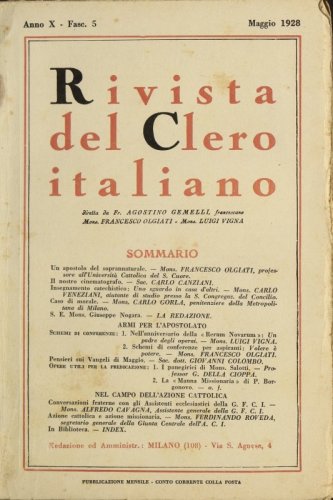 Anno X - Fasc. 5
Maggio 1928
Rivista
del Clero
italiano
Diretta da Fr. AGOSTINO GEMELLI, francescano
Mons. FRANCESCO OLGIATI - Mons. LUIGI VIGNA
SOMMARIO
Un apostolo del soprannaturale. — Mons. FRANCESCO OLGIATI, profes-
sore all'Università Cattolica del S. Cuore.
Il nostro cinematografo. — Sac. CARLO CANZIANI.
Insegnamento catechistico: Uno sguardo in casa d'altri. — Mons. CARLO
VENEZIANI, aiutante di studio presso la S. Congregaz. del Concilio.
Caso di morale. — Mons. CARLO GORLA, penitenziere della Metropoli-
tana di Milano.
S. E. Mons. Giuseppe Nogara. — LA REDAZIONE.
ARMI PER L'APOSTOLATO
SCHEMI DI CONFERENZE: 1. Nell'anniversario della «Rerum Novarum»: Un
padre degli operai. — Mons. LUIGI VIGNA.
2. Schemi di conferenze per aspiranti: Volere è
potere. — Mons. FRANCESCO OLGIATI.
Pensieri sui Vangeli di Maggio. — Sac. dott. GIOVANNI COLOMBO.
OPERE UTILI PER LA PREDICAZIONE: 1. I panegirici di Mons. Salotti. — Profes-
sor G. DELLA CIOPPA.
2. La «Manna Missionaria» di P. Bor-
gonovo. — a. f.
NEL CAMPO DELL'AZIONE CATTOLICA
Conversazioni fraterne con gli Assistenti ecclesiastici della G. F. C. I. —
Mons. ALFREDO CAVAGNA, Assistente generale della G. F. C. I.
Azione cattolica e azione missionaria. — Mons. FERDINANDO ROVEDA,
segretario generale della Giunta Centrale dell'A. C. I.
In Biblioteca. — INDEX.
Redazione ed Amministr.: MILANO (108) - Via S. Agnese, 4
PUBBLICAZIONE MENSILE - CONTO CORRENTE COLLA POSTA